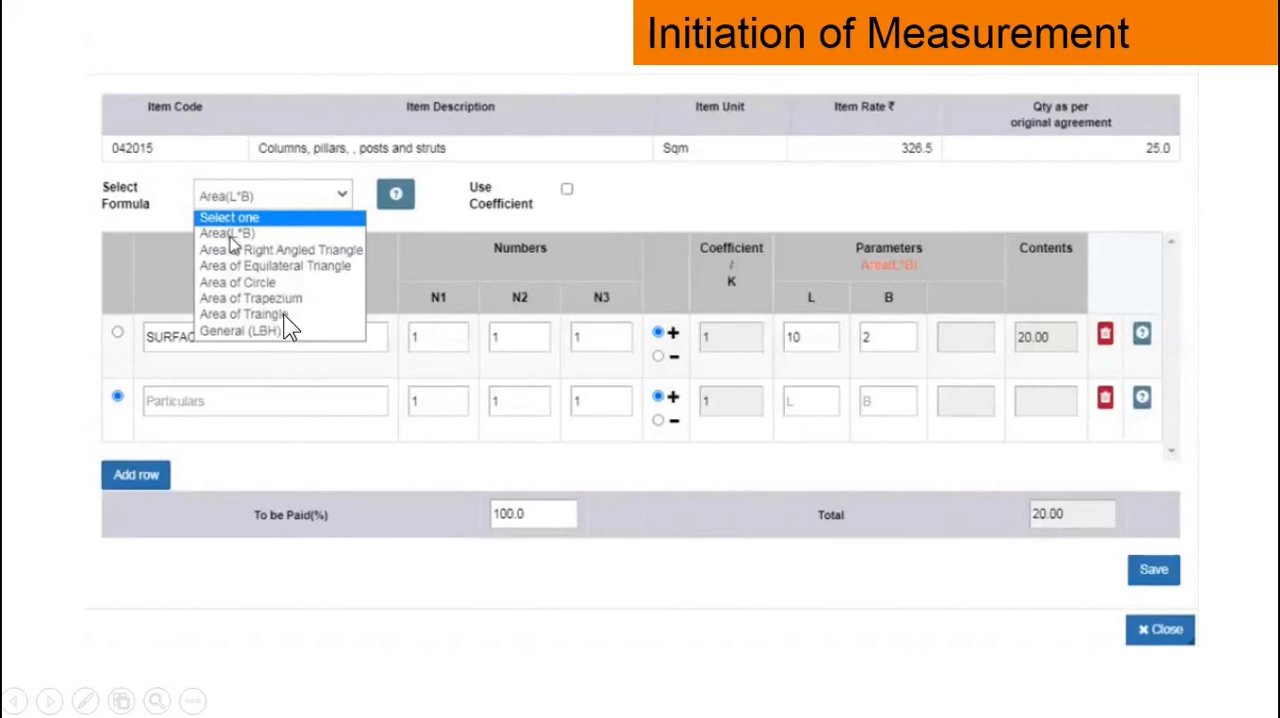 Initiation of Measurement
Item Code Item Description Item Unit Item Rate ₹ Qty as per
original agreement
042015 Columns, pillars, , posts and struts Sqm 326.5 25.0
Select
Formula
Area(L*B)
?
Use
Coefficient
Select one
Area(L*B)
Area Right Angled Triangle
Area of Equilateral Triangle
Area of Circle
Area of Trapezium
Area of Traingle
General (LBH)
Numbers Coefficient
/
K
Parameters
Area(L*B)
Contents
N1 N2 N3 L B
SURFAC 1 1 1 + - 1 10 2 20.00 ?
Particulars 1 1 1 + - 1 L B ?
Add row
To be Paid(%) 100.0 Total 20.00
Save
× Close